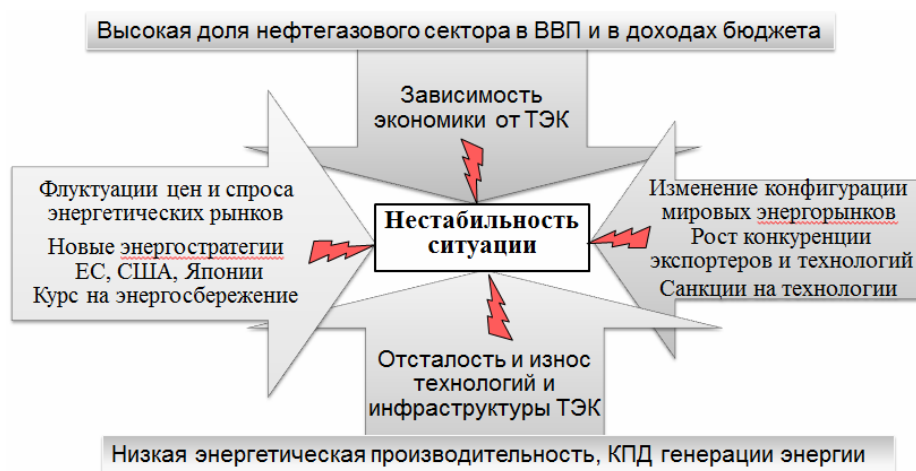 Высокая доля нефтегазового сектора в ВВП и в доходах бюджета
Зависимость
экономики от ТЭК
Флуктуации цен и спроса
энергетических рынков
Новые энергостратегии
ЕС, США, Японии
Курс на энергосбережение
Нестабильность
ситуации
Изменение конфигурации
мировых энергорынков
Рост конкуренции
экспортеров и технологий
Санкции на технологии
Отсталость и износ
технологий и
инфраструктуры ТЭК
Низкая энергетическая производительность, КПД генерации энергии